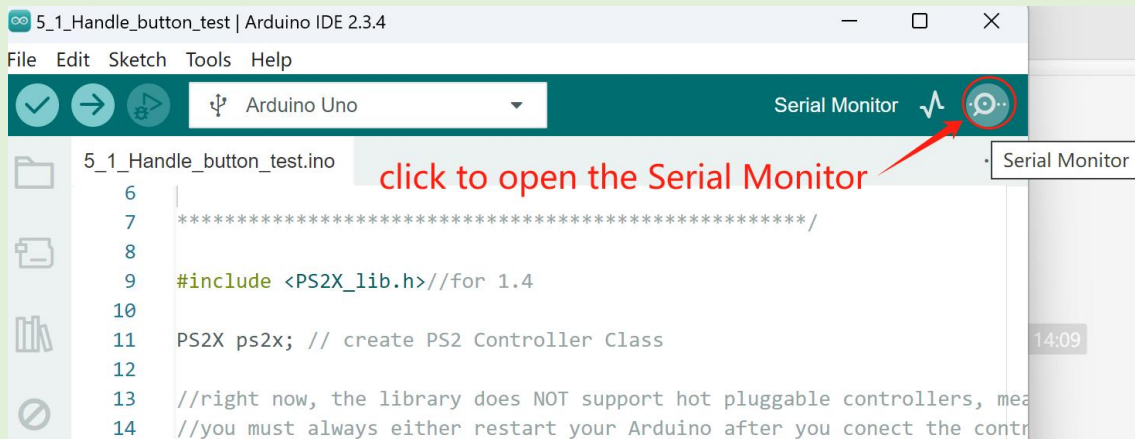 5_1_Handle_button_test | Arduino IDE 2.3.4
File Edit Sketch Tools Help
Arduino Uno
Serial Monitor
5_1_Handle_button_test.ino
Serial Monitor
click to open the Serial Monitor
6
7 ******************************************************/
8
9 #include <PS2X_lib.h>//for 1.4
10
11 PS2X ps2x; // create PS2 Controller Class
12
13 //right now, the library does NOT support hot pluggable controllers, mea
14 //you must always either restart your Arduino after you conect the contr
14:09